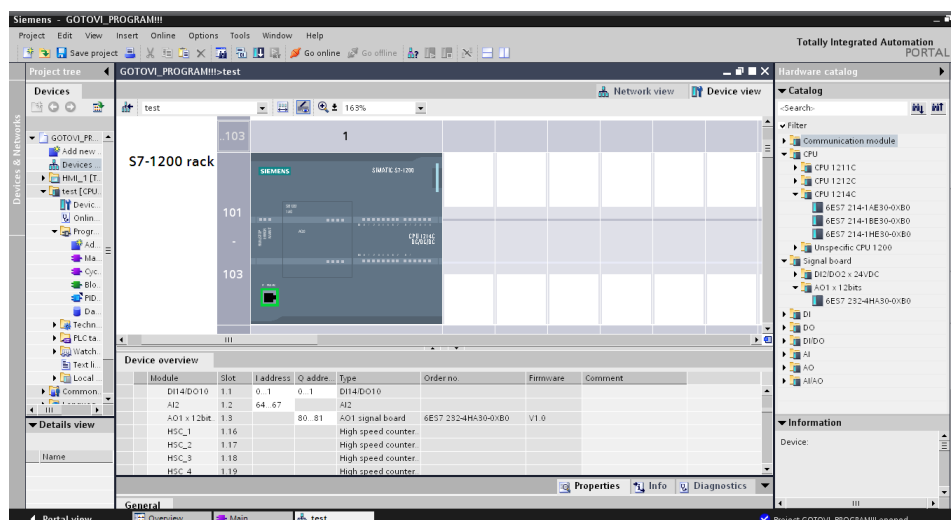 Siemens - GOTOVI_PROGRAM!!!
Project Edit View Insert Online Options Tools Window Help
Totally Integrated Automation
PORTAL
Save project
Go online
Go offline
Project tree
GOTOVI_PROGRAM!!!>test
Hardware catalog
Devices
Network view
Device view
Catalog
test
163%
<Search>
Filter
Devices & Networks
GOTOVI_PR...
Add new
Devices ...
HMI_1 [T...
test [CPU...
Devic...
Onlin...
Progr...
Ad...
Ma...
Cyc...
Blo...
PID...
Da...
Techn...
PLC ta...
Watch...
Text li...
Local ...
Common...
S7-1200 rack
..103
1
101
-
103
SIEMENS
SIMATIC S7-1200
CPU 1214C
DC/DC/DC
Communication module
CPU
CPU 1211C
CPU 1212C
CPU 1214C
6ES7 214-1AE30-0XB0
6ES7 214-1BE30-0XB0
6ES7 214-1HE30-0XB0
Unspecific CPU 1200
Signal board
DI2/DO2 x 24VDC
AO1 x 12bits
6ES7 232-4HA30-0XB0
DI
DO
DI/DO
AI
AO
AI/AO
Device overview
Module Slot I address Q addre... Type Order no. Firmware Comment
DI14/DO10 1.1 0...1 0...1 DI14/DO10
AI2 1.2 64...67 AI2
AO1 x 12bit.. 1.3 80...81 AO1 signal board 6ES7 232-4HA30-0XB0 V1.0
HSC_1 1.16 High speed counter..
HSC_2 1.17 High speed counter..
HSC_3 1.18 High speed counter..
HSC_4 1.19 High speed counter..
Details view
Name
Information
Device:
Properties
Info
Diagnostics
General
Portal view
Overview
Main
test
Project GOTOVI_PROGRAM!!! opened.